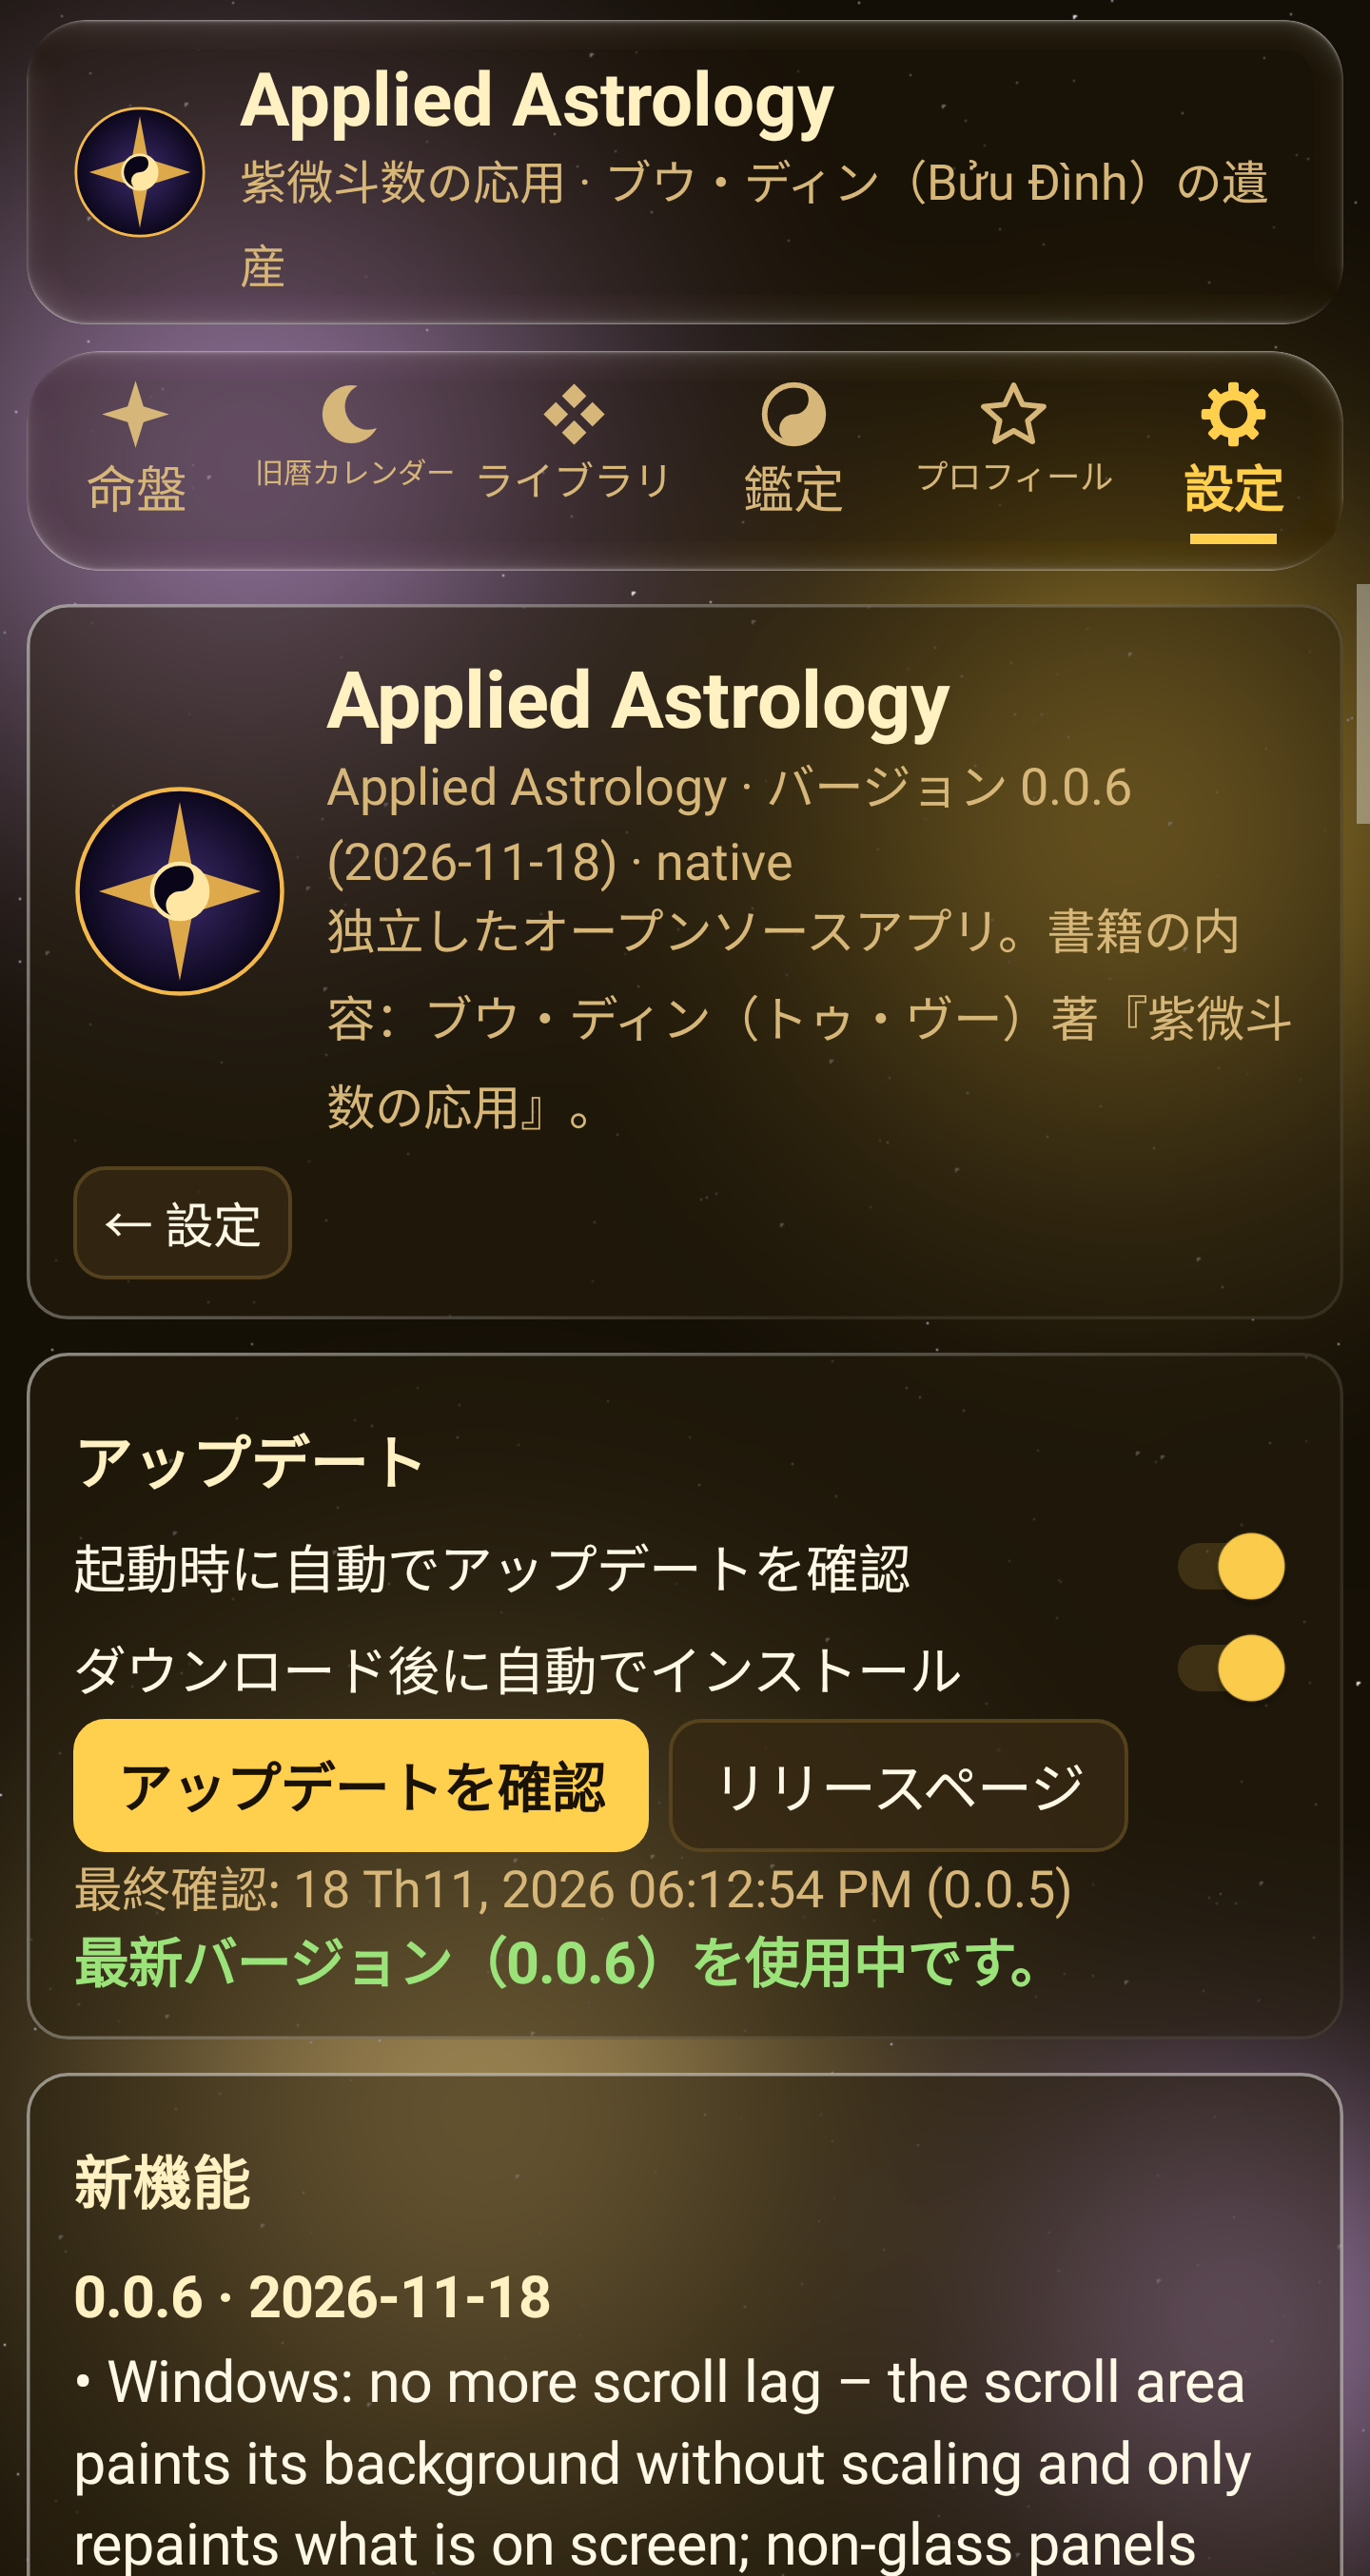 Applied Astrology
紫微斗数の応用 · ブウ・ディン（Bửu Đình）の遺
産
命盤
旧暦カレンダー
ライブラリ
鑑定
プロフィール
設定
Applied Astrology
Applied Astrology · バージョン 0.0.6
(2026-11-18) · native
独立したオープンソースアプリ。書籍の内
容：ブウ・ディン（トゥ・ヴー）著『紫微斗
数の応用』。
← 設定
アップデート
起動時に自動でアップデートを確認
ダウンロード後に自動でインストール
アップデートを確認
リリースページ
最終確認: 18 Th11, 2026 06:12:54 PM (0.0.5)
最新バージョン（0.0.6）を使用中です。
新機能
0.0.6 · 2026-11-18
• Windows: no more scroll lag – the scroll area
paints its background without scaling and only
repaints what is on screen; non-glass panels